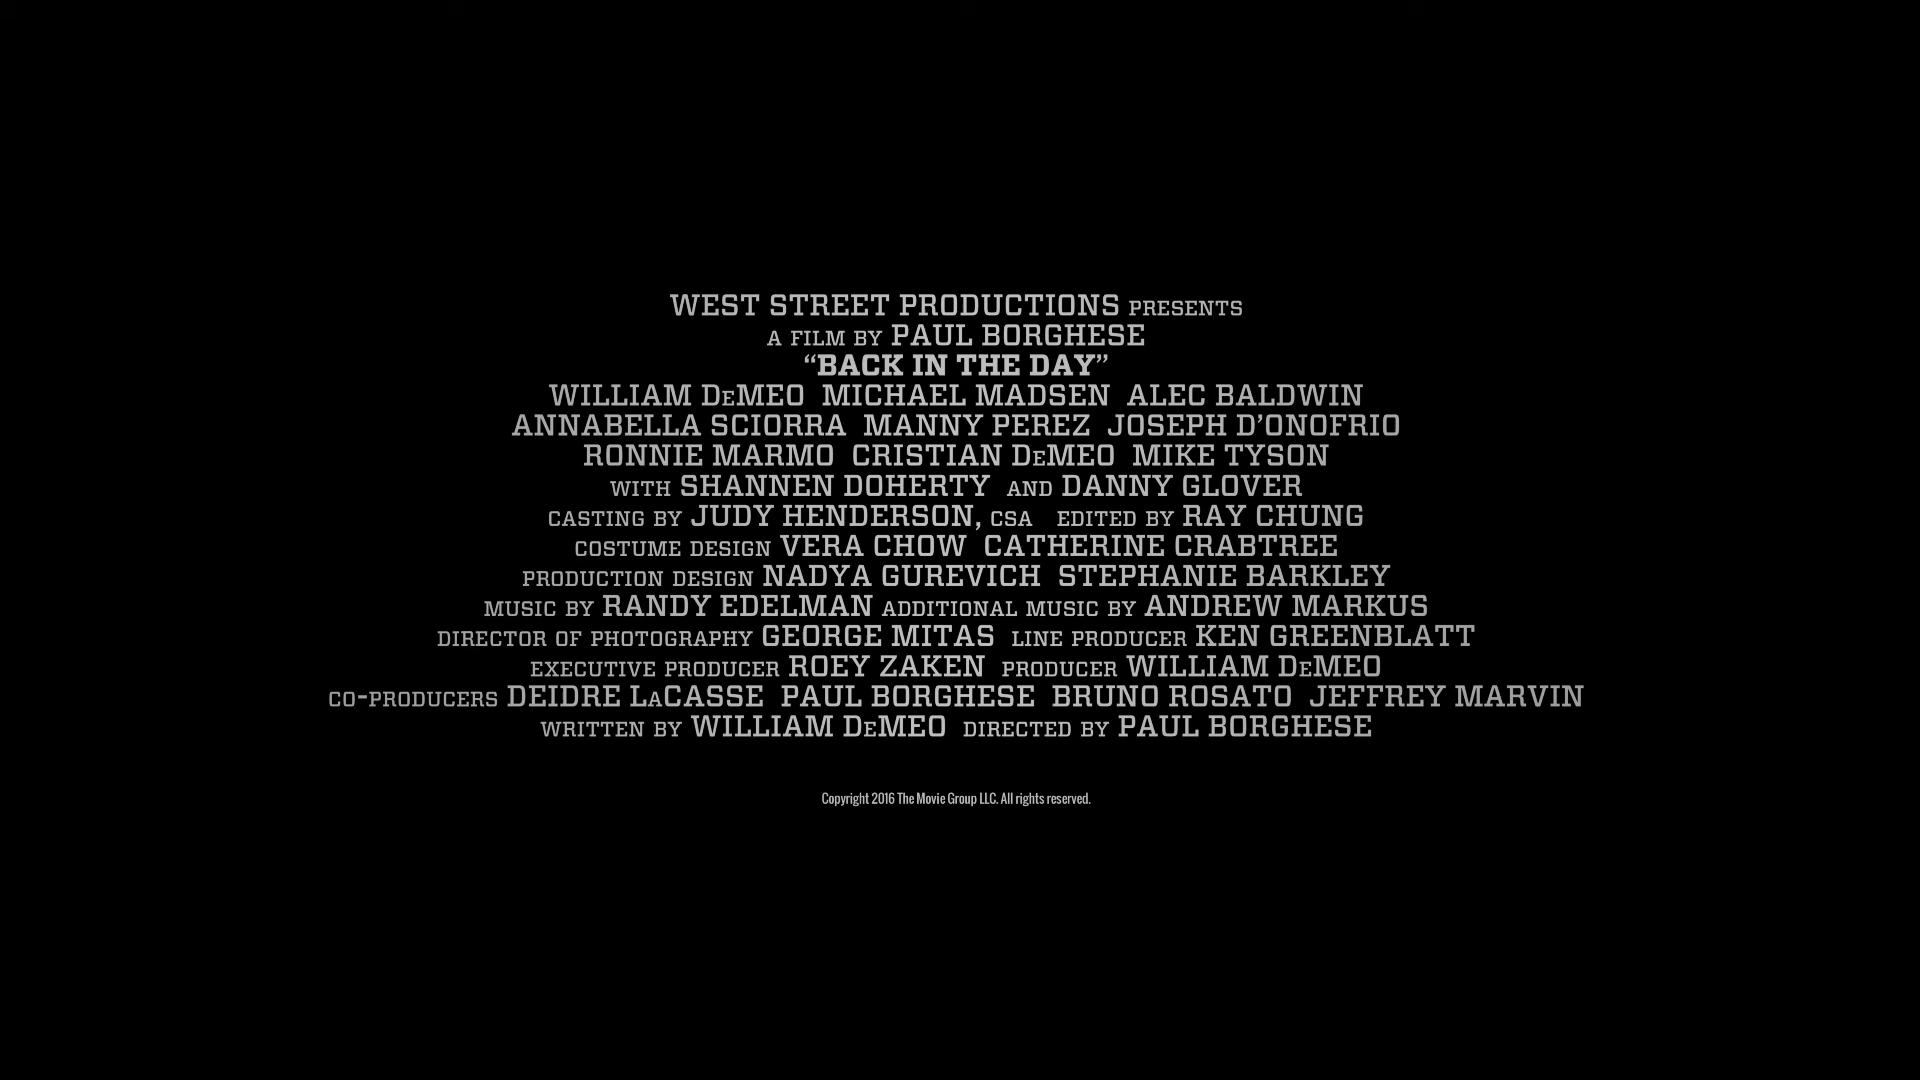 WEST STREET PRODUCTIONS PRESENTS
A FILM BY PAUL BORGHESE
“BACK IN THE DAY”
WILLIAM DeMEO MICHAEL MADSEN ALEC BALDWIN
ANNABELLA SCIORRA MANNY PEREZ JOSEPH D’ONOFRIO
RONNIE MARMO CRISTIAN DeMEO MIKE TYSON
WITH SHANNEN DOHERTY AND DANNY GLOVER
CASTING BY JUDY HENDERSON, CSA EDITED BY RAY CHUNG
COSTUME DESIGN VERA CHOW CATHERINE CRABTREE
PRODUCTION DESIGN NADYA GUREVICH STEPHANIE BARKLEY
MUSIC BY RANDY EDELMAN ADDITIONAL MUSIC BY ANDREW MARKUS
DIRECTOR OF PHOTOGRAPHY GEORGE MITAS LINE PRODUCER KEN GREENBLATT
EXECUTIVE PRODUCER ROEY ZAKEN PRODUCER WILLIAM DeMEO
CO-PRODUCERS DEIDRE LaCASSE PAUL BORGHESE BRUNO ROSATO JEFFREY MARVIN
WRITTEN BY WILLIAM DeMEO DIRECTED BY PAUL BORGHESE
Copyright 2016 The Movie Group LLC. All rights reserved.